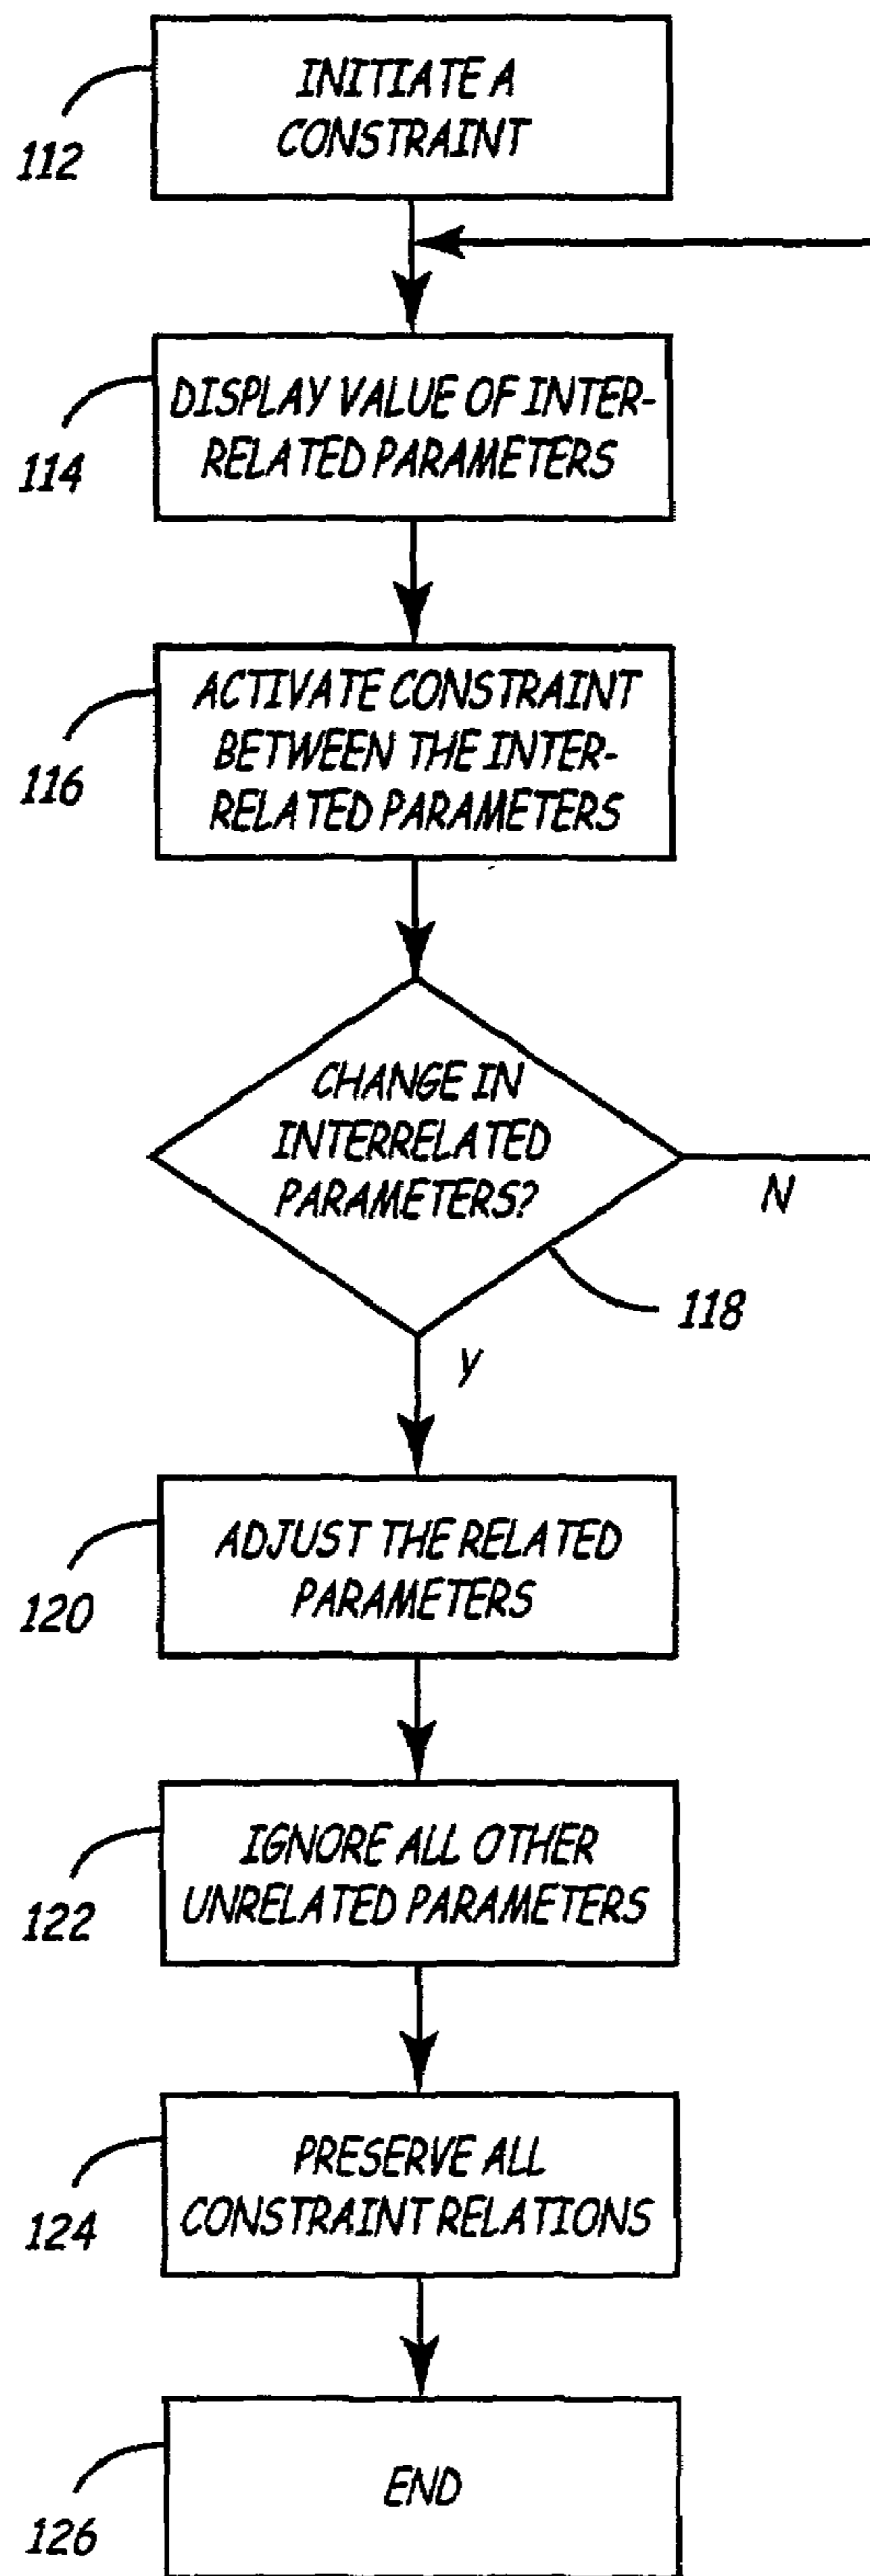 INITIATE A
CONSTRAINT
112
DISPLAY VALUE OF INTER-
RELATED PARAMETERS
114
ACTIVATE CONSTRAINT
BETWEEN THE INTER-
RELATED PARAMETERS
116
CHANGE IN
INTERRELATED
PARAMETERS?
N
118
Y
ADJUST THE RELATED
PARAMETERS
120
IGNORE ALL OTHER
UNRELATED PARAMETERS
122
PRESERVE ALL
CONSTRAINT RELATIONS
124
END
126